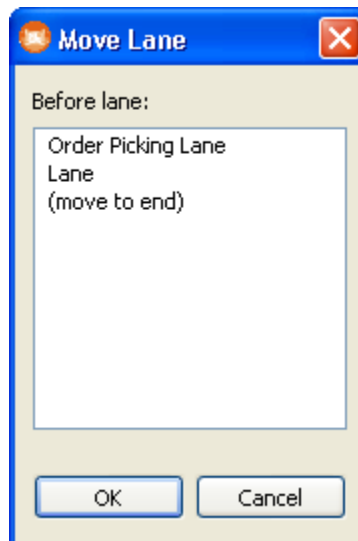 Move Lane
Before lane:
Order Picking Lane
Lane
(move to end)
OK
Cancel